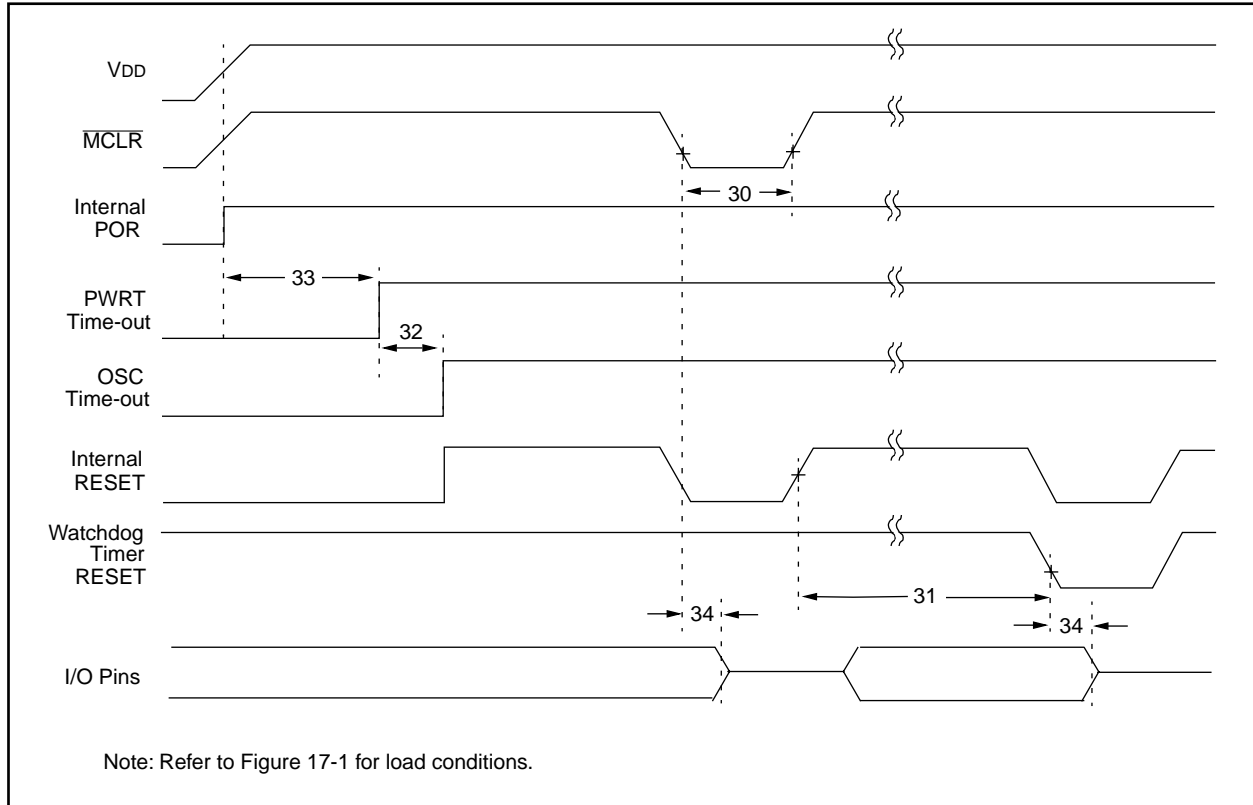 VDD
MCLR
Internal
POR
30
33
PWRT
Time-out
32
OSC
Time-out
Internal
RESET
Watchdog
Timer
RESET
31
34
34
I/O Pins
Note: Refer to Figure 17-1 for load conditions.